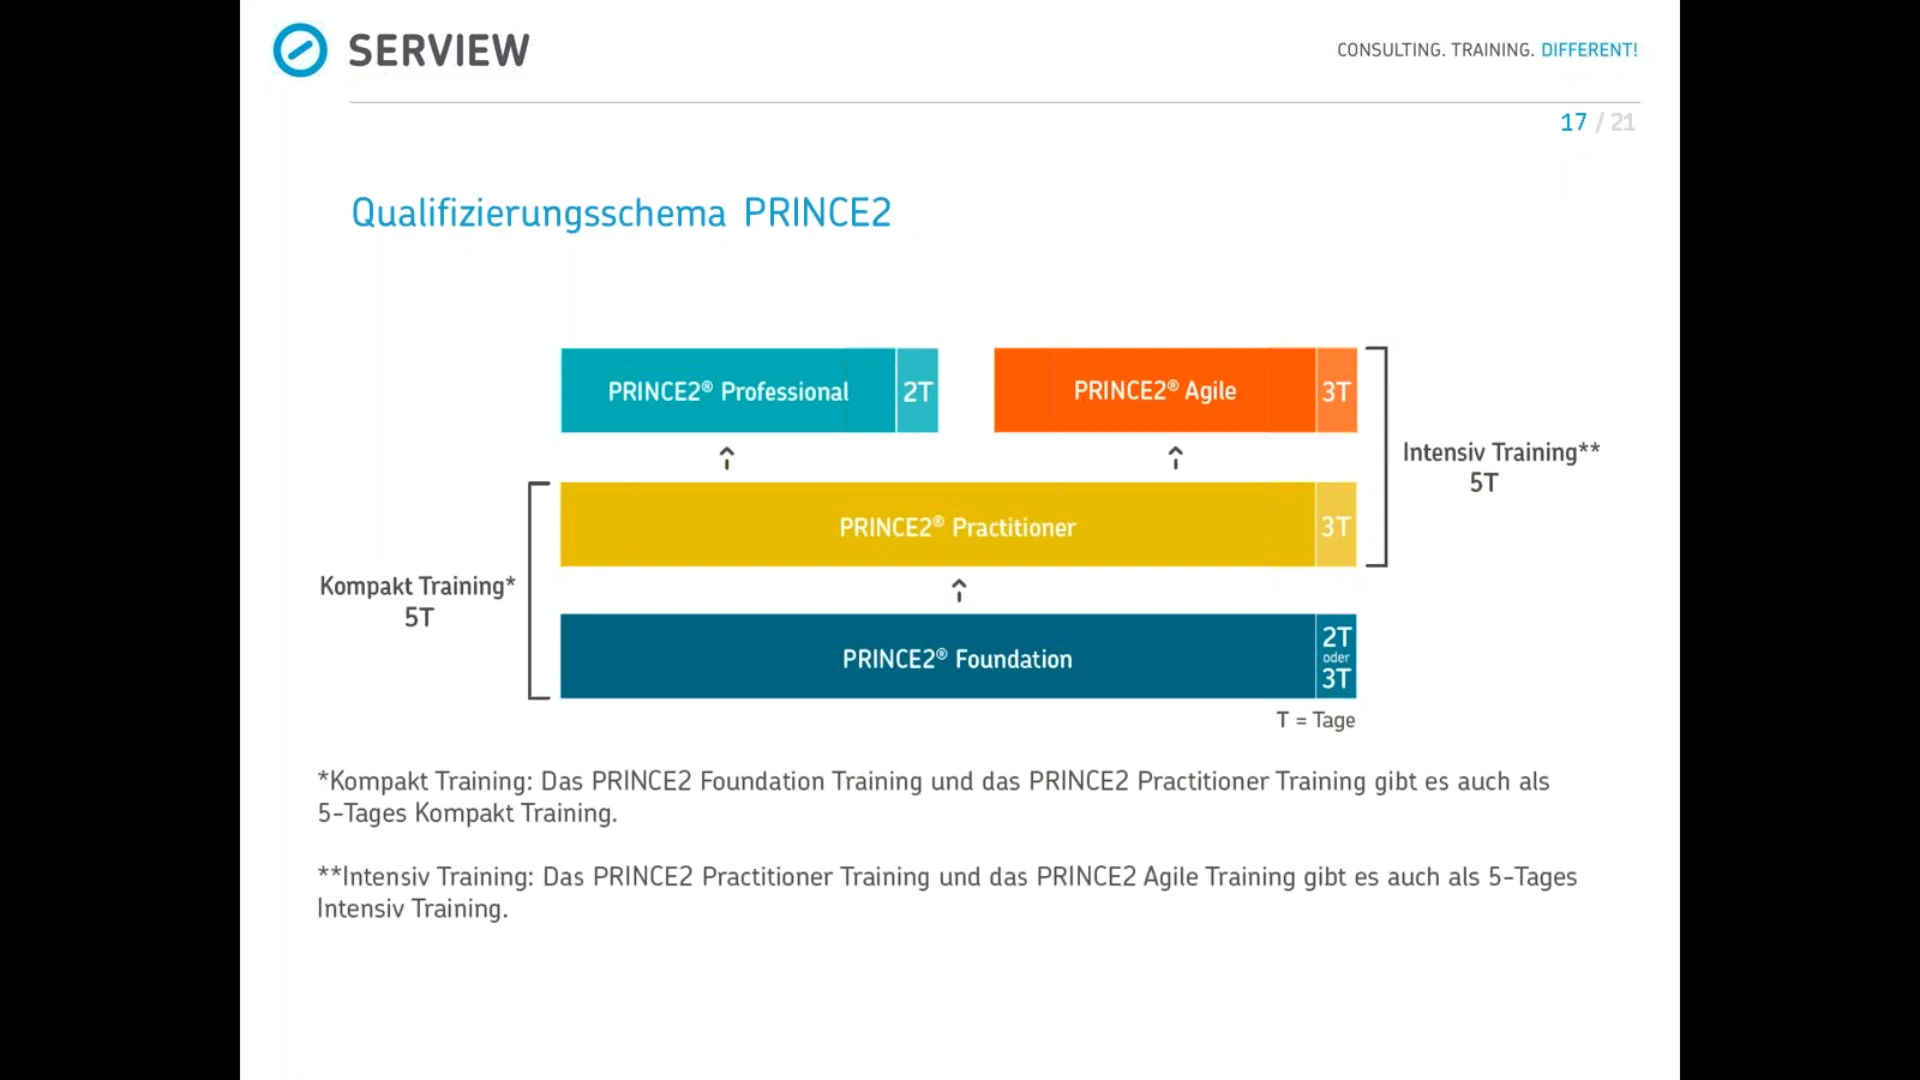 SERVIEW
CONSULTING. TRAINING. DIFFERENT!
17 / 21
Qualifizierungsschema PRINCE2
PRINCE2® Professional 2T
PRINCE2® Agile 3T
Intensiv Training**
5T
PRINCE2® Practitioner 3T
Kompakt Training*
5T
PRINCE2® Foundation
2T
oder
3T
T = Tage
*Kompakt Training: Das PRINCE2 Foundation Training und das PRINCE2 Practitioner Training gibt es auch als
5-Tages Kompakt Training.
**Intensiv Training: Das PRINCE2 Practitioner Training und das PRINCE2 Agile Training gibt es auch als 5-Tages
Intensiv Training.